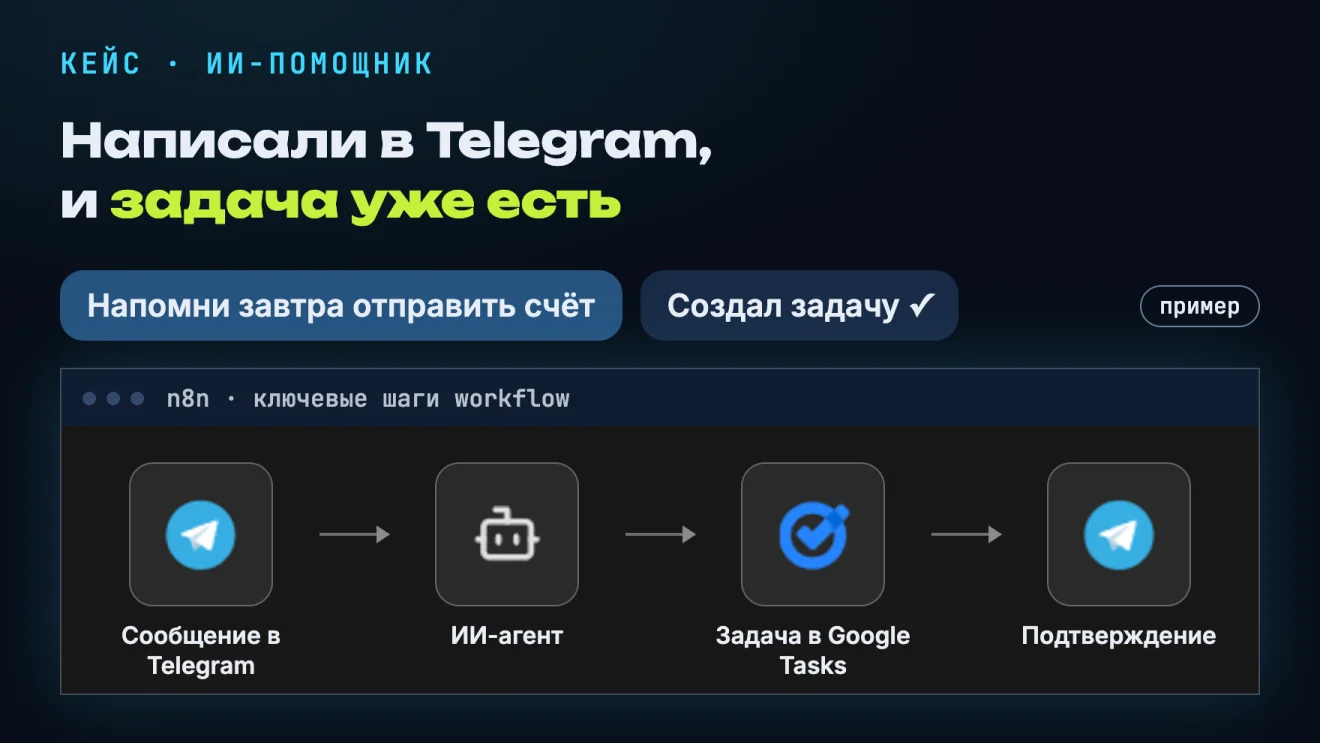 КЕЙС · ИИ-ПОМОЩНИК
Написали в Telegram,
и задача уже есть
Напомни завтра отправить счёт
Создал задачу ✓
пример
n8n · ключевые шаги workflow
Сообщение в
Telegram
ИИ-агент
Задача в Google
Tasks
Подтверждение